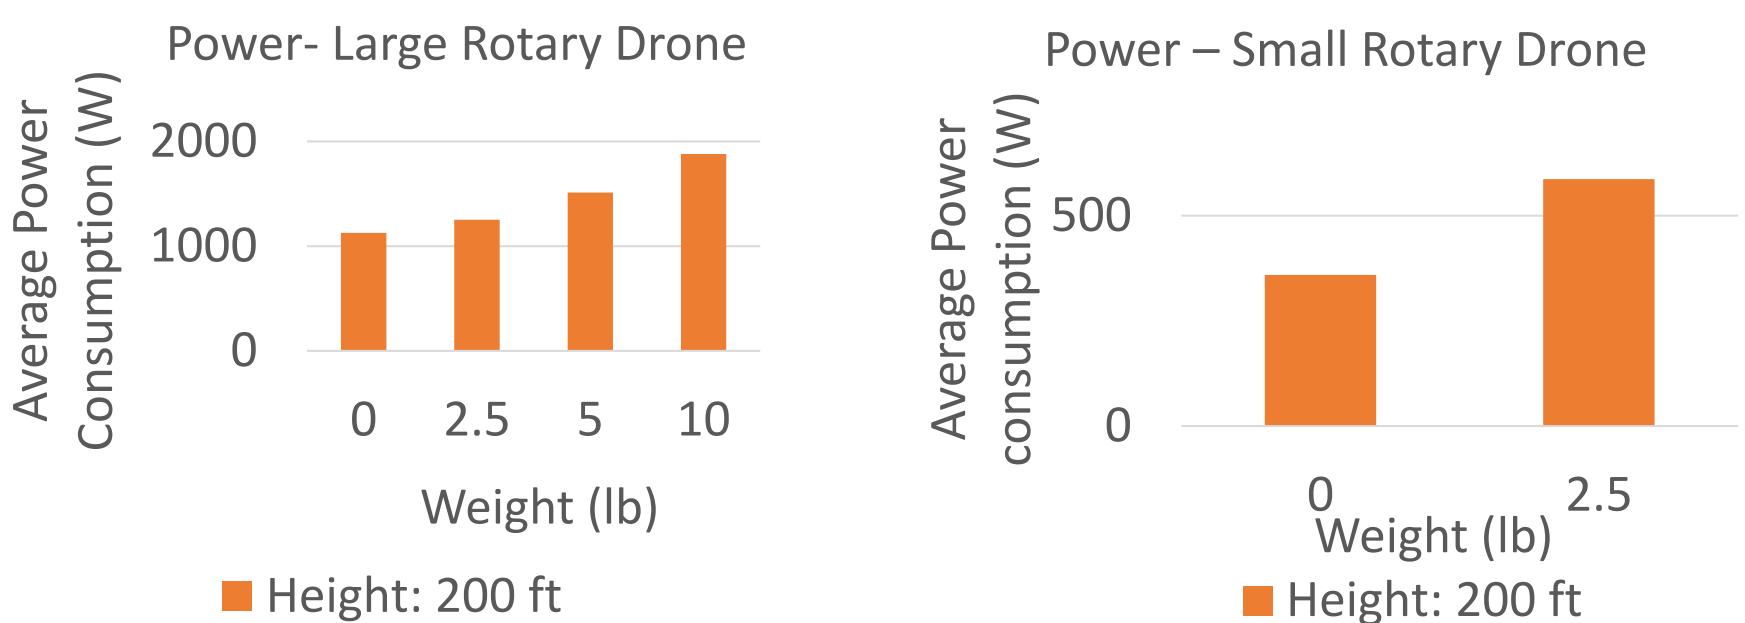 Power- Large Rotary Drone
Average Power
Consumption (W)
2000
1000
0
0 2.5 5 10
Weight (lb)
Height: 200 ft
Power – Small Rotary Drone
Average Power
consumption (W)
500
0
0 2.5
Weight (lb)
Height: 200 ft